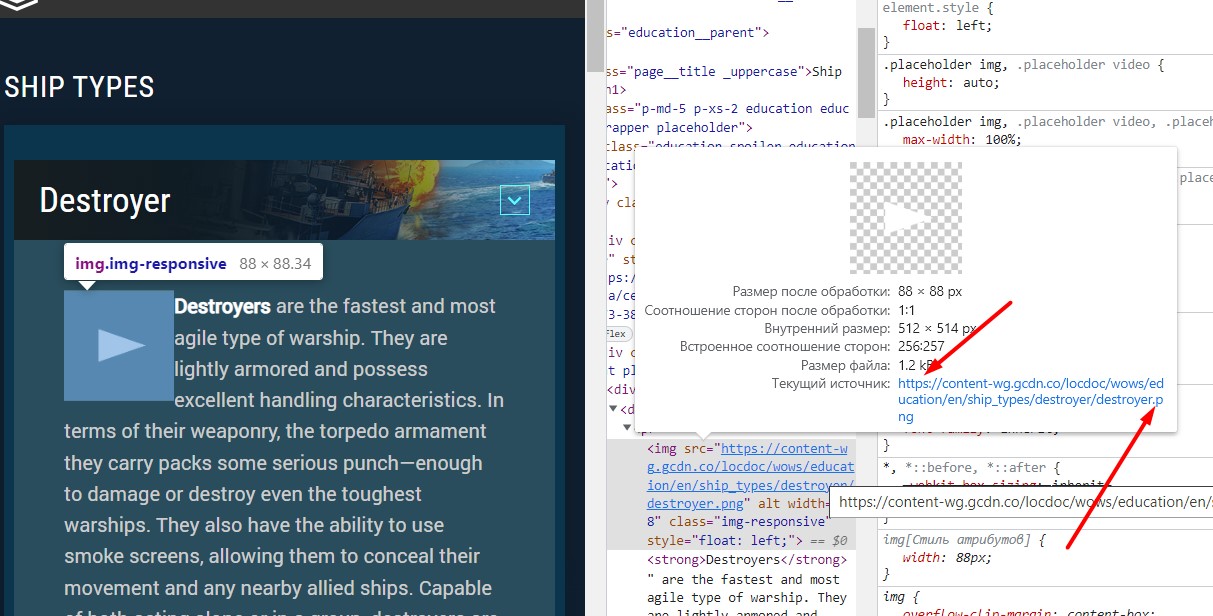 SHIP TYPES
Destroyer
img.img-responsive 88 × 88.34
Destroyers are the fastest and most
agile type of warship. They are
lightly armored and possess
excellent handling characteristics. In
terms of their weaponry, the torpedo armament
they carry packs some serious punch—enough
to damage or destroy even the toughest
warships. They also have the ability to use
smoke screens, allowing them to conceal their
movement and any nearby allied ships. Capable
s="education__parent">
ss="page__title _uppercase">Ship
h1>
ass="p-md-5 p-xs-2 education educ
rapper placeholder">
class="education-spoiler education
">
iv c
" st
ps:/
a/ce
3-38
flex
iv c
t pl
<div
▼<d
<img src="https://content-w
g.gcdn.co/locdoc/wows/educat
ion/en/ship_types/destroyer/
destroyer.png" alt width=
8" class="img-responsive"
style="float: left;"> == $0
<strong>Destroyers</strong>
" are the fastest and most
agile type of warship. They
are lightly armored and
Размер после обработки: 88 × 88 px
Соотношение сторон после обработки: 1:1
Внутренний размер: 512 × 514 px
Встроенное соотношение сторон: 256:257
Размер файла: 1.2 kB
Текущий источник: https://content-wg.gcdn.co/locdoc/wows/ed
ucation/en/ship_types/destroyer/destroyer.p
ng
https://content-wg.gcdn.co/locdoc/wows/education/en/s
element.style {
float: left;
}
.placeholder img, .placeholder video {
height: auto;
}
.placeholder img, .placeholder video, .placeh
max-width: 100%;
place
}
*, *::before, *::after {
}
img[Стиль атрибутов] {
width: 88px;
}
img {
overflow-clip-margin: content-box;